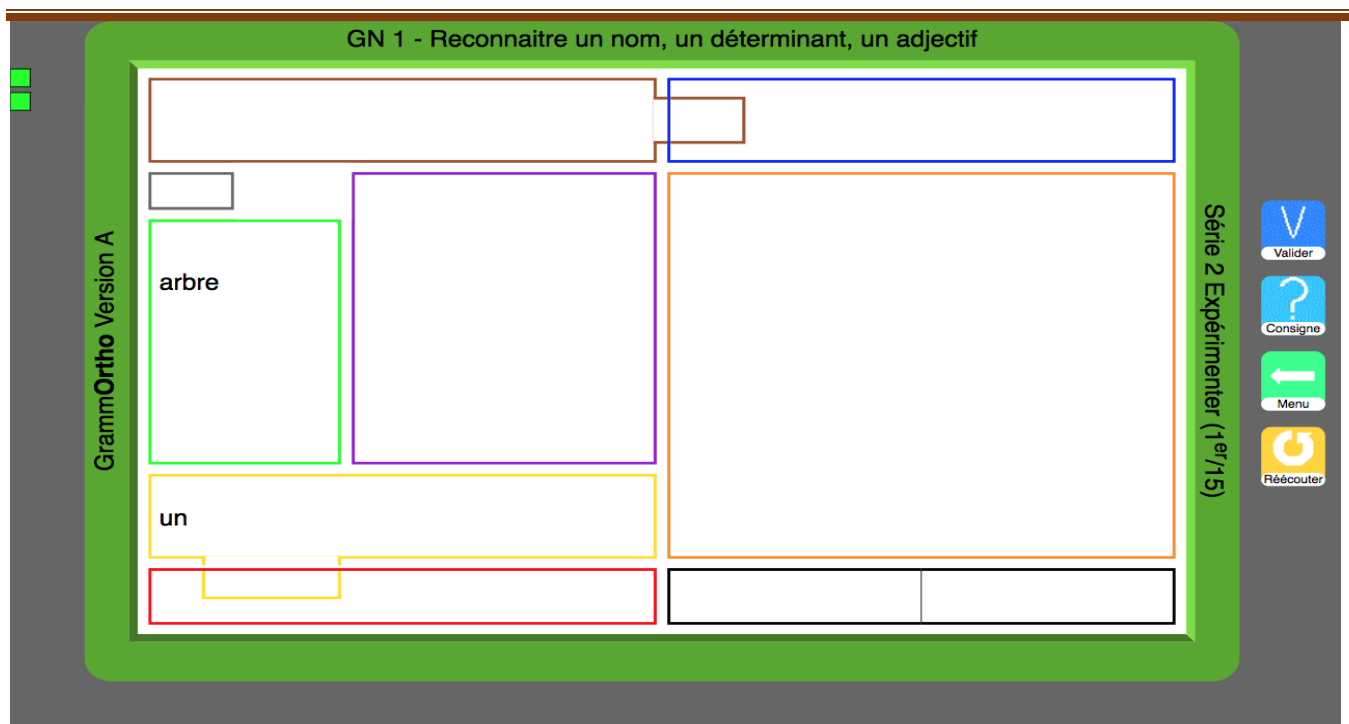 GN 1 - Reconnaitre un nom, un déterminant, un adjectif
GrammOrtho Version A
arbre
un
Série 2 Expérimenter (1er/15)
V
Valider
?
Consigne
Menu
Réécouter